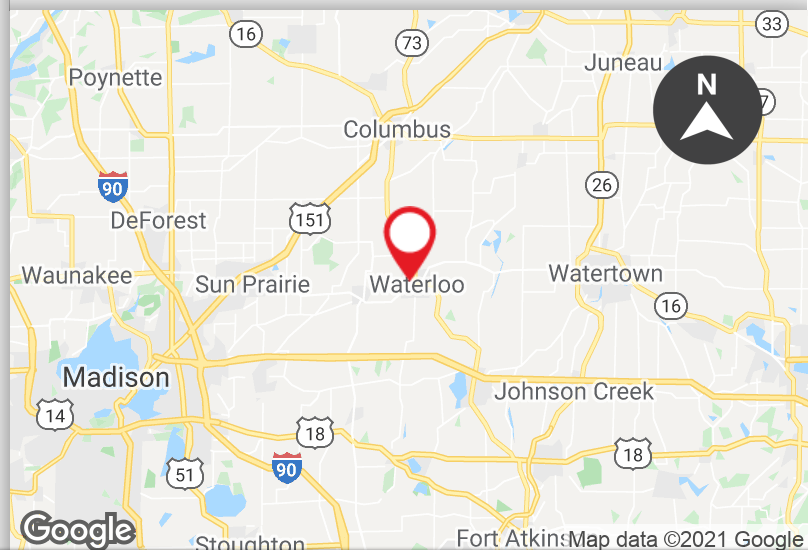 16
33
73
Juneau
Poynette
N
7
Columbus
90
26
DeForest
151
Waunakee
Sun Prairie
Waterloo
Watertown
16
Madison
Johnson Creek
14
18
18
90
51
Google
Stoughton
Fort Atkins
Map data ©2021 Google